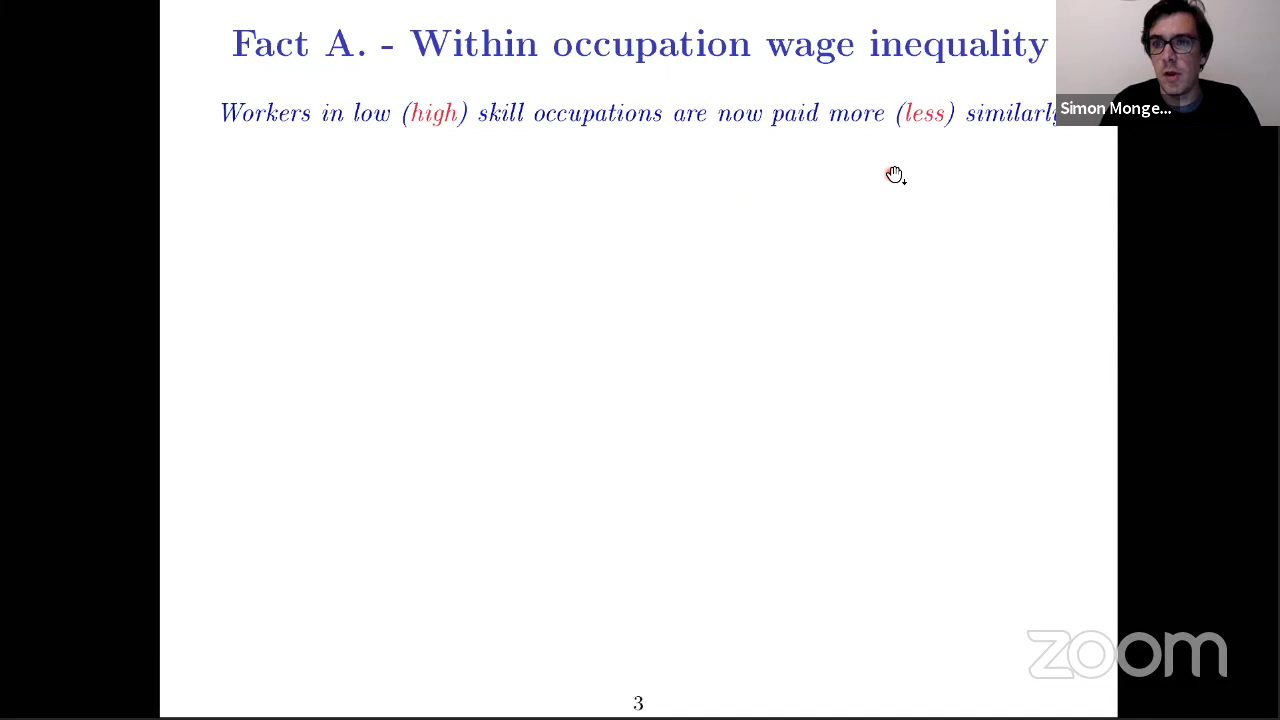 Fact A. - Within occupation wage inequality
Workers in low (high) skill occupations are now paid more (less) similarly
Simon Monge...
zoom
3